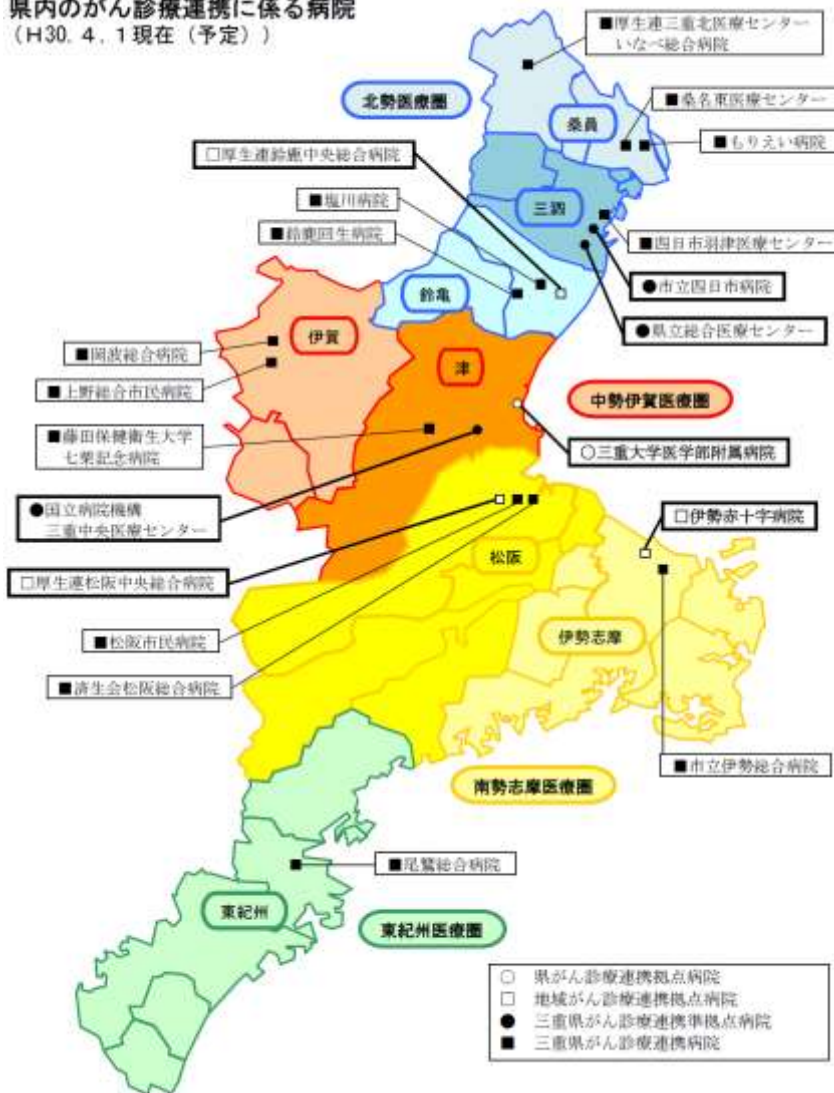 県内のがん診療連携に係る病院
(H30. 4. 1現在（予定）)
■厚生連三重北医療センター
いなべ総合病院
北勢医療圏
桑員
■桑名東医療センター
■もりえい病院
□厚生連鈴鹿中央総合病院
■塩川病院
三泗
■鈴鹿回生病院
■四日市羽津医療センター
鈴亀
●市立四日市病院
●県立総合医療センター
伊賀
■岡波総合病院
津
■上野総合市民病院
中勢伊賀医療圏
■藤田保健衛生大学
七栗記念病院
○三重大学医学部附属病院
●国立病院機構
三重中央医療センター
□伊勢赤十字病院
松阪
□厚生連松阪中央総合病院
伊勢志摩
■松阪市民病院
■済生会松阪総合病院
■市立伊勢総合病院
南勢志摩医療圏
■尾鷲総合病院
東紀州
東紀州医療圏
○ 県がん診療連携拠点病院
□ 地域がん診療連携拠点病院
● 三重県がん診療連携準拠点病院
■ 三重県がん診療連携病院